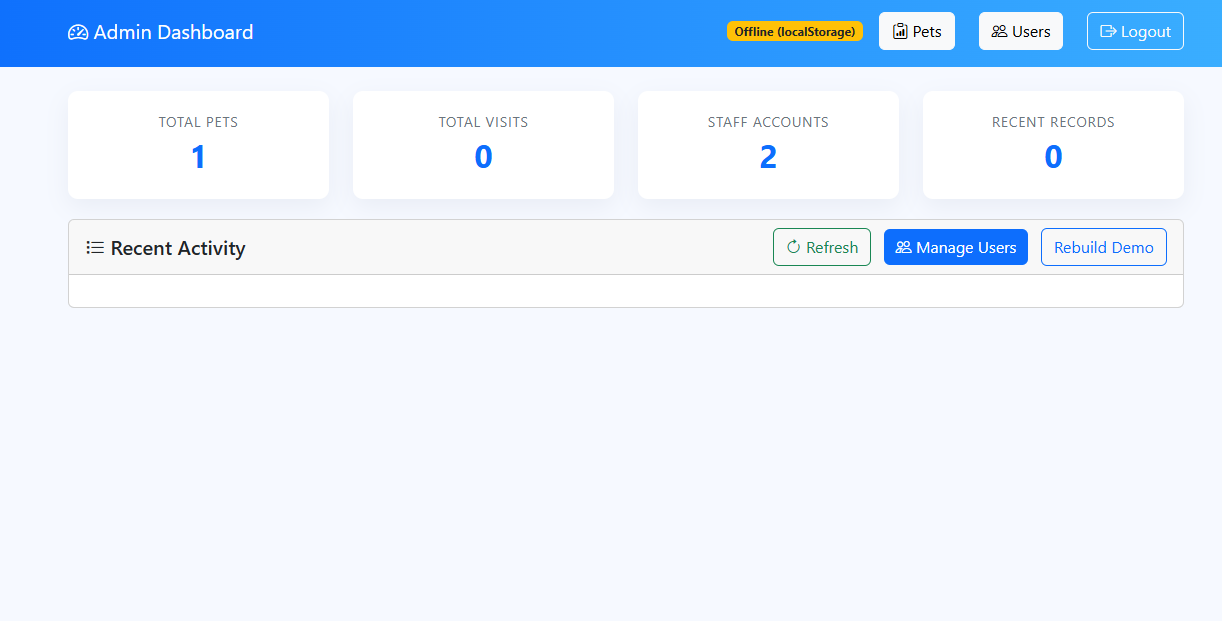 Admin Dashboard
Offline (localStorage)
Pets
Users
Logout
TOTAL PETS
1
TOTAL VISITS
0
STAFF ACCOUNTS
2
RECENT RECORDS
0
Recent Activity
Refresh
Manage Users
Rebuild Demo